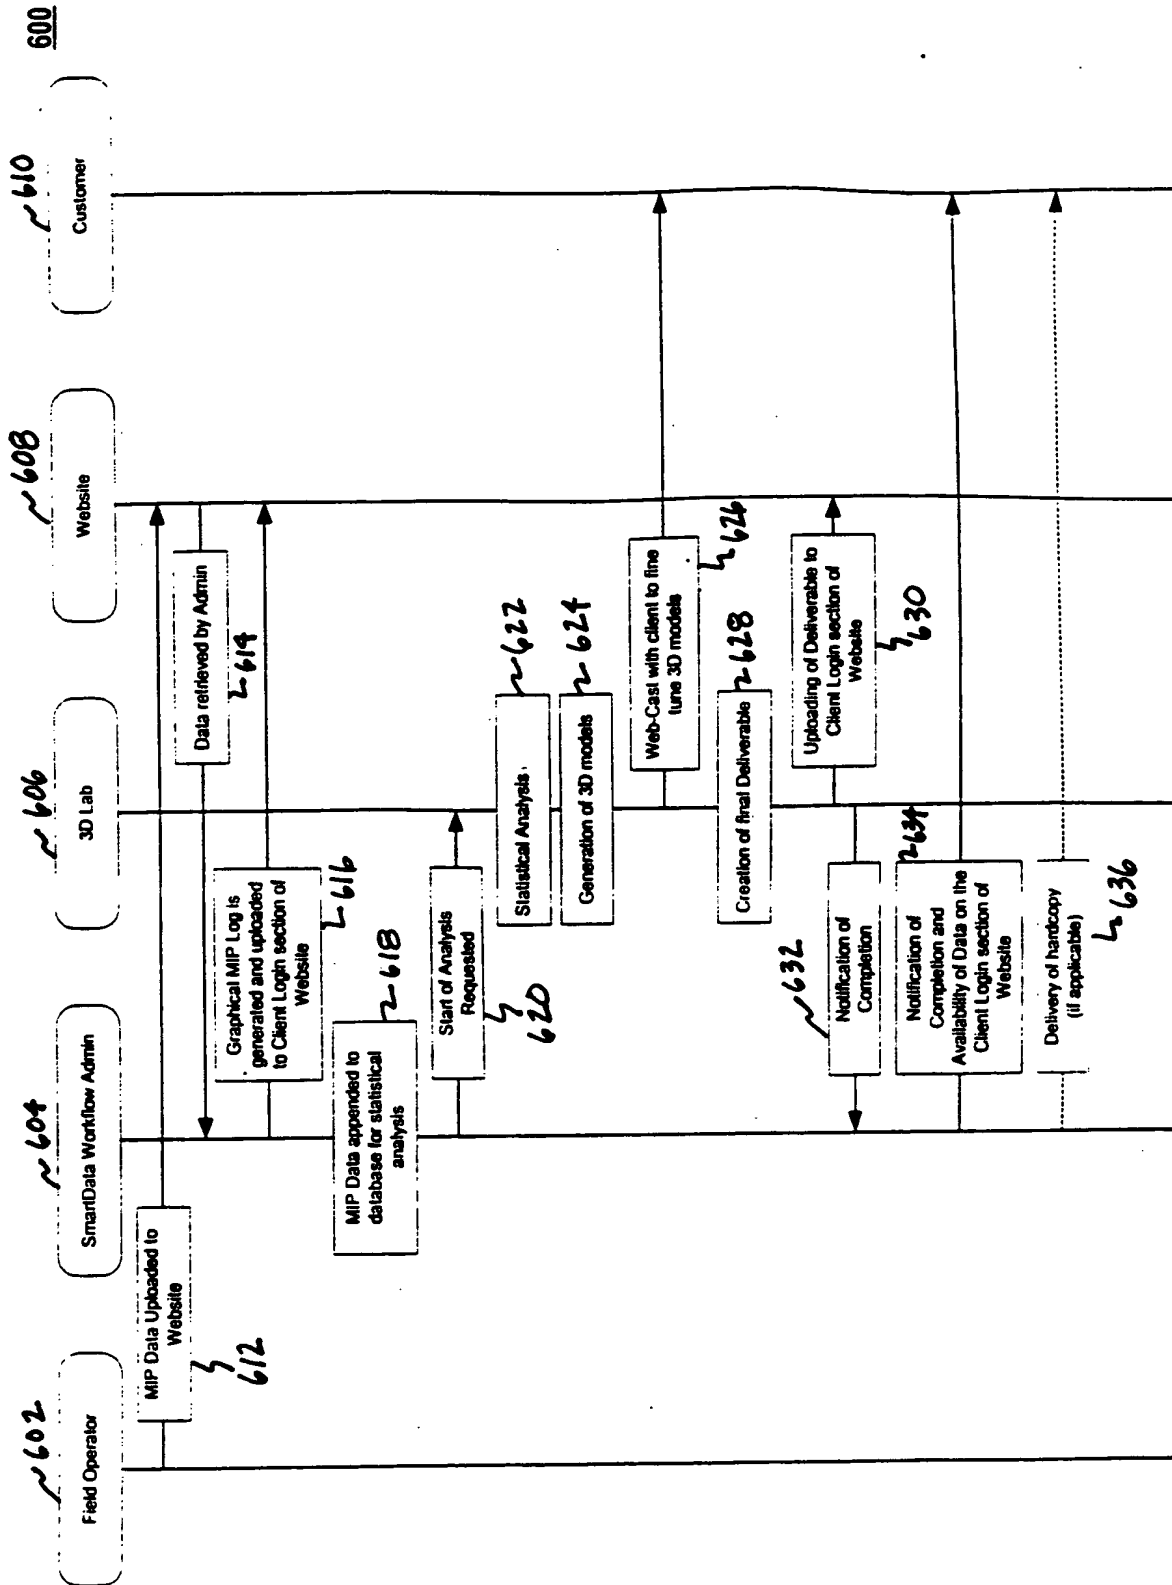 600
602
Field Operator
604
SmartData Workflow Admin
606
3D Lab
608
Website
610
Customer
MIP Data Uploaded to
Website
612
Data retrieved by Admin
614
Graphical MIP Log is
generated and uploaded
to Client Login section of
Website
616
MIP Data appended to
database for statistical
analysis
618
Start of Analysis
Requested
620
Statistical Analysis
622
Generation of 3D models
624
Web-Cast with client to fine
tune 3D models
626
Creation of final Deliverable
628
Uploading of Deliverable to
Client Login section of
Website
630
Notification of
Completion
632
Notification of
Completion and
Availability of Data on the
Client Login section of
Website
634
Delivery of hardcopy
(if applicable)
636